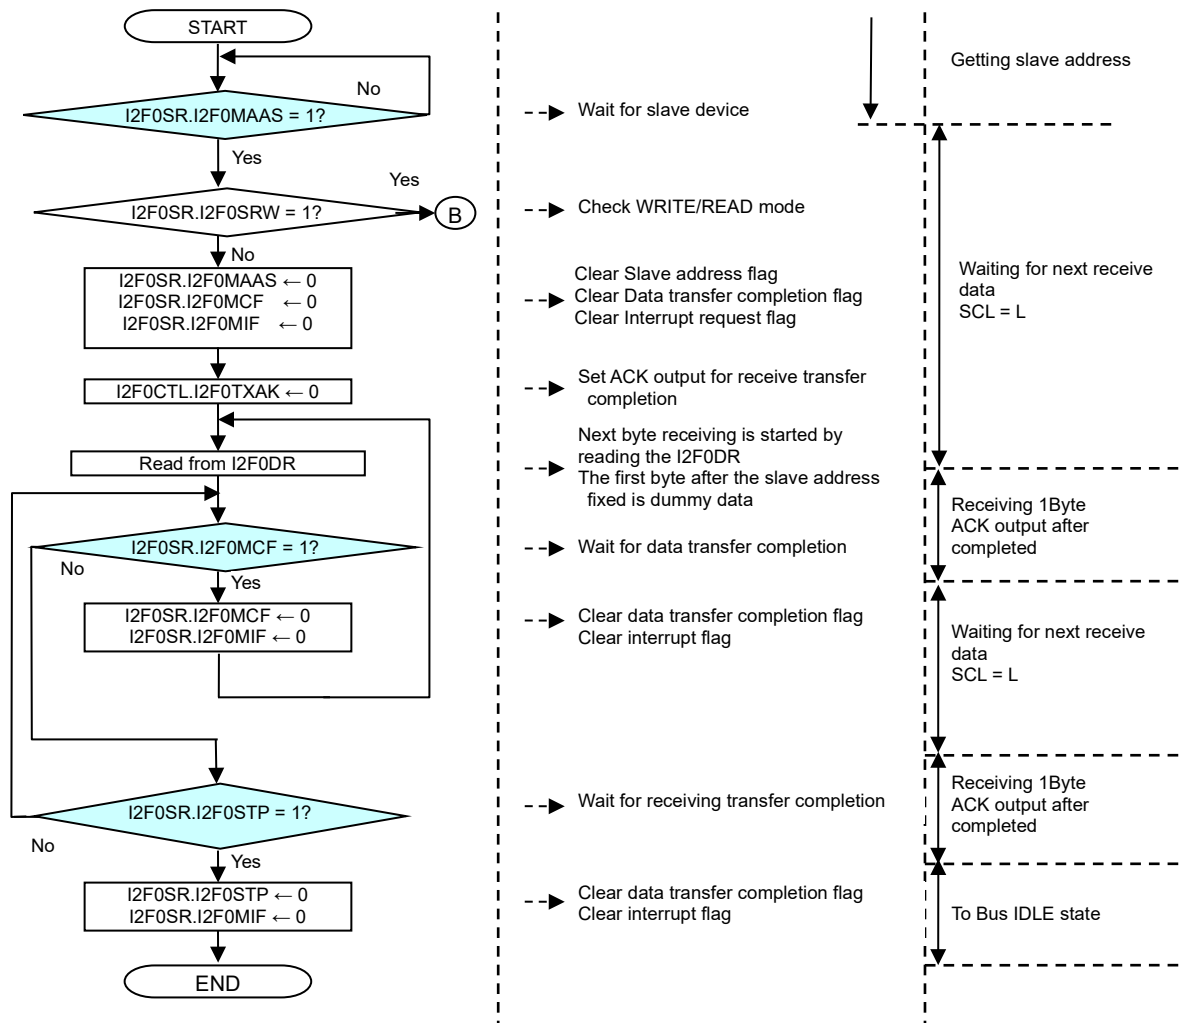 START
No
I2F0SR.I2F0MAAS = 1?
Yes
Yes
I2F0SR.I2F0SRW = 1?
B
No
I2F0SR.I2F0MAAS ← 0
I2F0SR.I2F0MCF ← 0
I2F0SR.I2F0MIF ← 0
I2F0CTL.I2F0TXAK ← 0
Read from I2F0DR
I2F0SR.I2F0MCF = 1?
No
Yes
I2F0SR.I2F0MCF ← 0
I2F0SR.I2F0MIF ← 0
I2F0SR.I2F0STP = 1?
No
Yes
I2F0SR.I2F0STP ← 0
I2F0SR.I2F0MIF ← 0
END
Wait for slave device
Check WRITE/READ mode
Clear Slave address flag
Clear Data transfer completion flag
Clear Interrupt request flag
Set ACK output for receive transfer
completion
Next byte receiving is started by
reading the I2F0DR
The first byte after the slave address
fixed is dummy data
Wait for data transfer completion
Clear data transfer completion flag
Clear interrupt flag
Wait for receiving transfer completion
Clear data transfer completion flag
Clear interrupt flag
Getting slave address
Waiting for next receive
data
SCL = L
Receiving 1Byte
ACK output after
completed
Waiting for next receive
data
SCL = L
Receiving 1Byte
ACK output after
completed
To Bus IDLE state